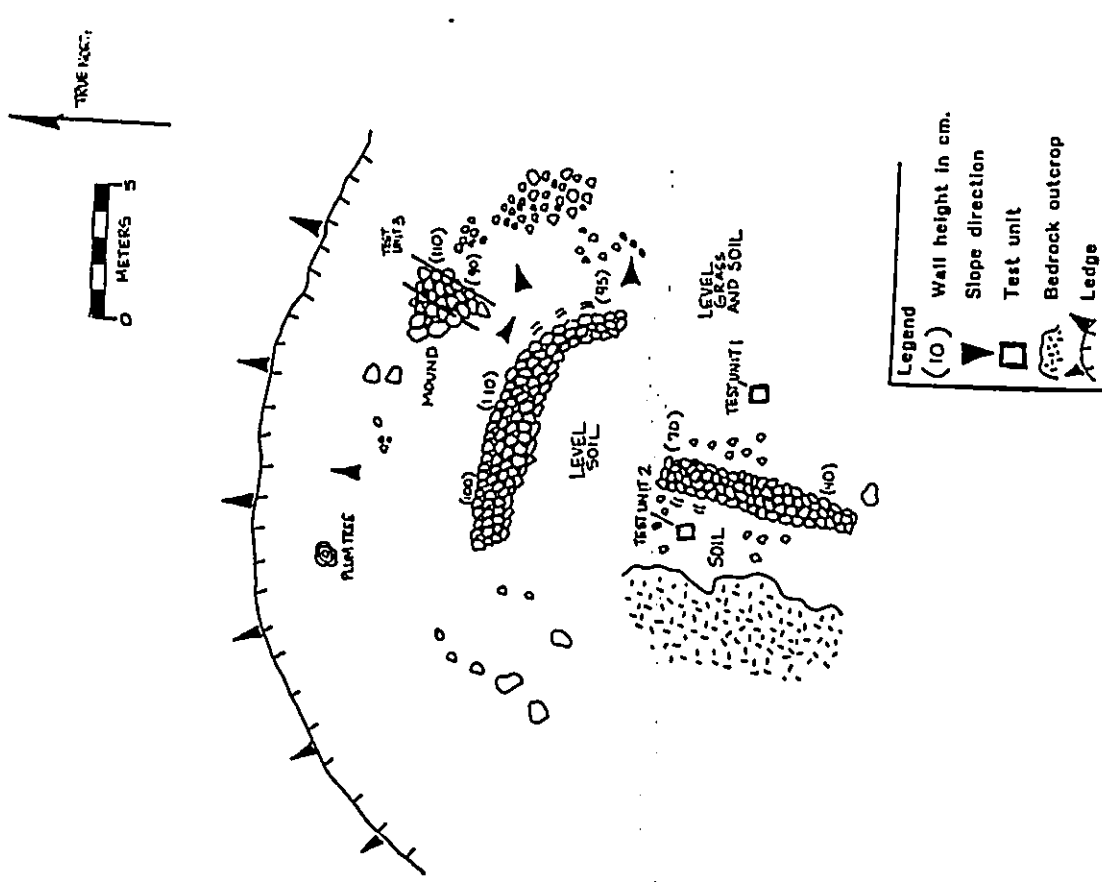 TRUE NORTH
0
5
METERS
TEST
UNIT 3
(110)
(90)
MOUND
PLUM TREE
(100)
(110)
(95)
LEVEL
SOIL
LEVEL
GRASS
AND SOIL
TEST UNIT 1
TEST UNIT 2
(70)
SOIL
(40)
Legend
(10) Wall height in cm.
Slope direction
Test unit
Bedrock outcrop
Ledge